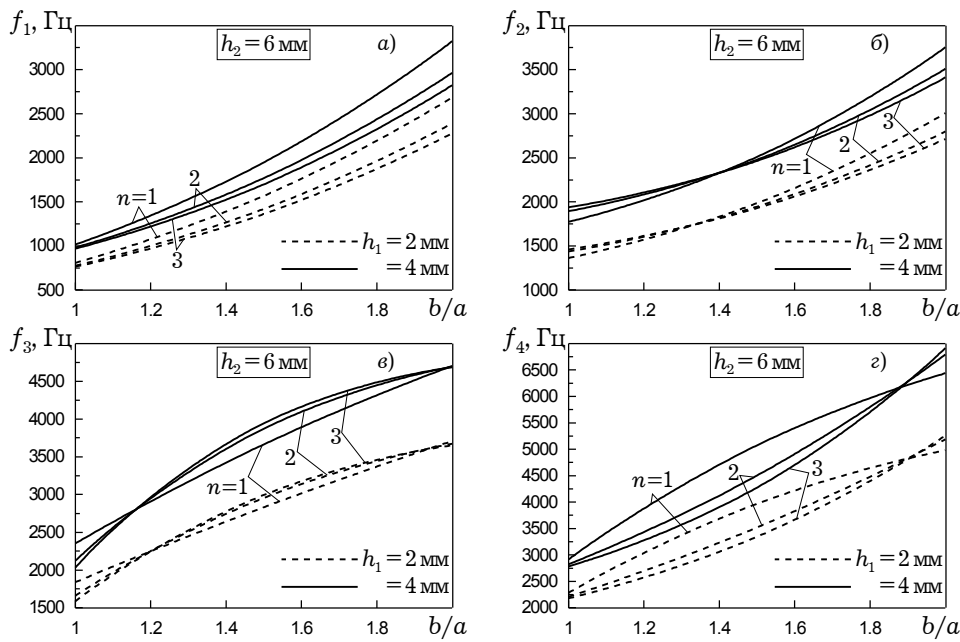 f₁, Гц
h₂ = 6 мм
а)
3000
2500
2000
1500
1000
500
n=1
2
3
h₁ = 2 мм
= 4 мм
1 1.2 1.4 1.6 1.8 b/a
f₂, Гц
h₂ = 6 мм
б)
3500
3000
2500
2000
1500
1000
n=1
2
3
h₁ = 2 мм
= 4 мм
1 1.2 1.4 1.6 1.8 b/a
f₃, Гц
h₂ = 6 мм
в)
4500
4000
3500
3000
2500
2000
1500
n=1
2
3
h₁ = 2 мм
= 4 мм
1 1.2 1.4 1.6 1.8 b/a
f₄, Гц
h₂ = 6 мм
г)
6500
6000
5500
5000
4500
4000
3500
3000
2500
2000
n=1
2
3
h₁ = 2 мм
= 4 мм
1 1.2 1.4 1.6 1.8 b/a